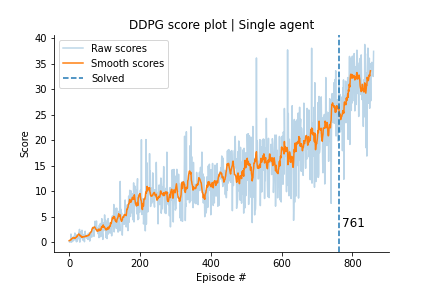 DDPG score plot | Single agent
Raw scores
Smooth scores
Solved
Score
40
35
30
25
20
15
10
5
0
761
0
200
400
600
800
Episode #